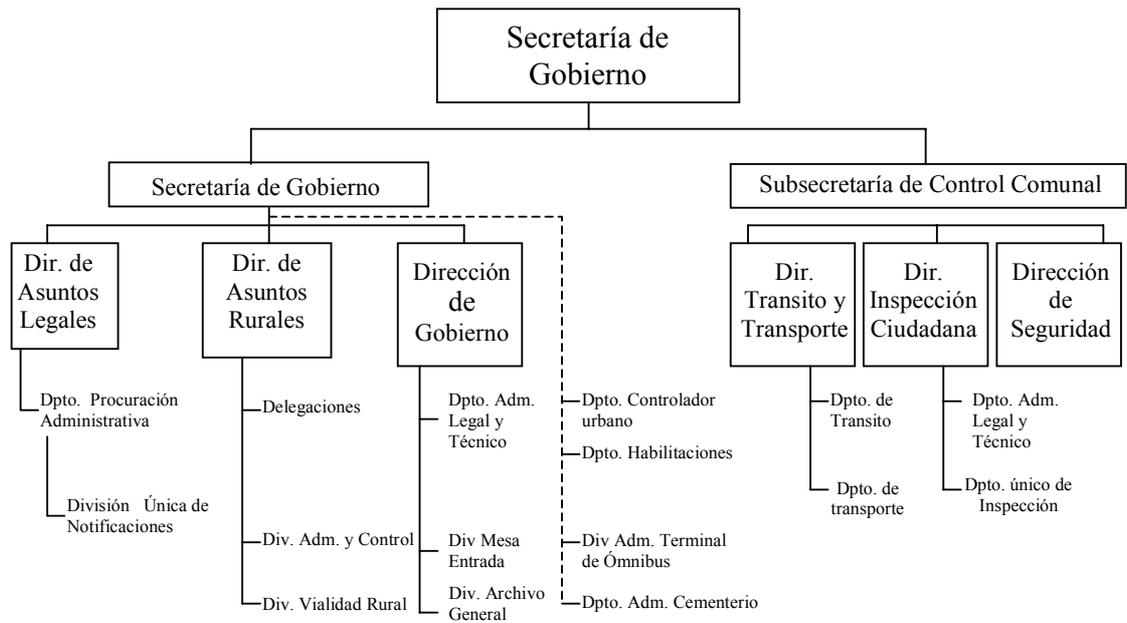 Secretaría de
Gobierno
Secretaría de Gobierno
Subsecretaría de Control Comunal
Dir. de
Asuntos
Legales
Dir. de
Asuntos
Rurales
Dirección
de
Gobierno
Dir.
Transito y
Transporte
Dir.
Inspección
Ciudadana
Dirección
de
Seguridad
Dpto. Procuración
Administrativa
División Única de
Notificaciones
Delegaciones
Div. Adm. y Control
Div. Vialidad Rural
Dpto. Adm.
Legal y
Técnico
Div Mesa
Entrada
Div. Archivo
General
Dpto. Controlador
urbano
Dpto. Habilitaciones
Div Adm. Terminal
de Ómnibus
Dpto. Adm. Cementerio
Dpto. de
Transito
Dpto. de
transporte
Dpto. Adm.
Legal y
Técnico
Dpto. único de
Inspección